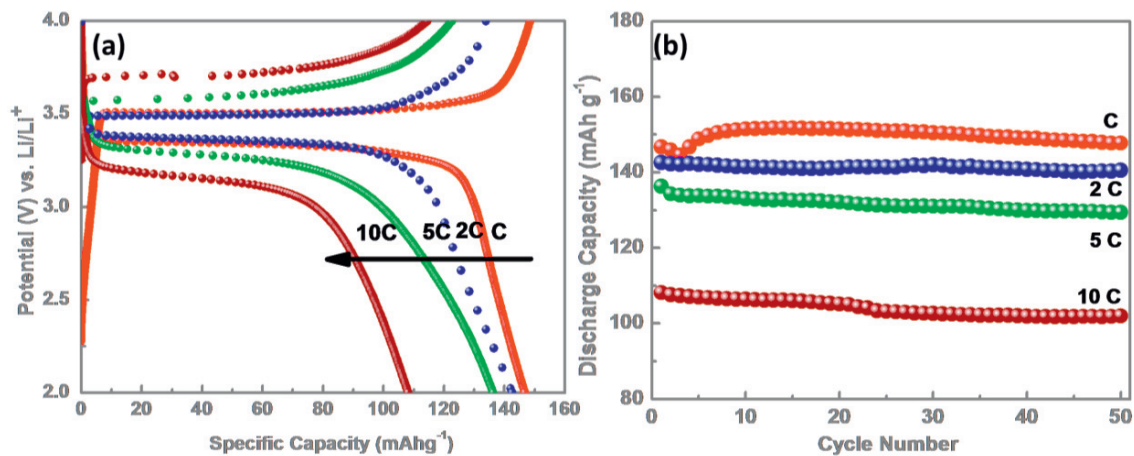 (a)
4.0
3.5
3.0
2.5
2.0
Potential (V) vs. Li/Li⁺
10C 5C 2C C
0 20 40 60 80 100 120 140 160
Specific Capacity (mAhg⁻¹)
(b)
180
160
140
120
100
80
Discharge Capacity (mAh g⁻¹)
C
2 C
5 C
10 C
0 10 20 30 40 50
Cycle Number